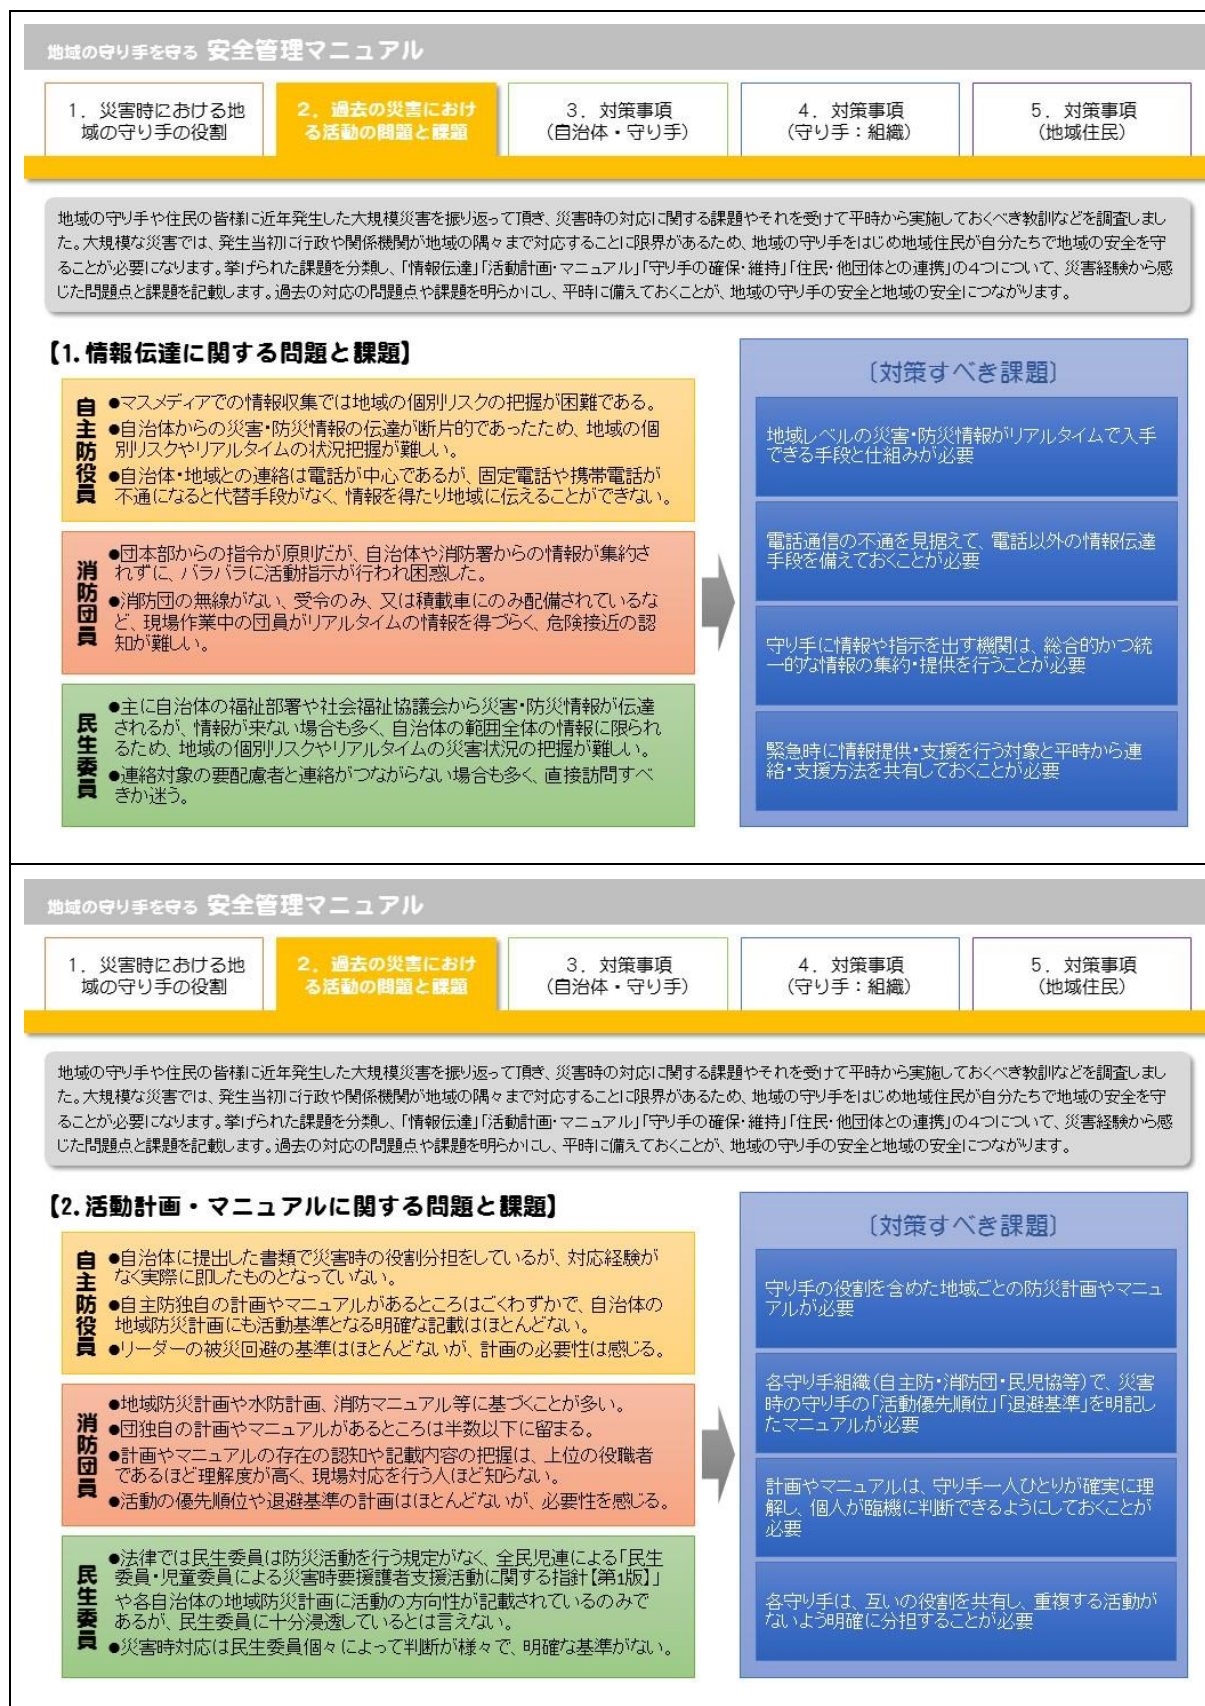 地域の守り手を守る 安全管理マニュアル
1．災害時における地
域の守り手の役割
2．過去の災害におけ
る活動の問題と課題
3．対策事項
（自治体・守り手）
4．対策事項
（守り手：組織）
5．対策事項
（地域住民）
地域の守り手や住民の皆様に近年発生した大規模災害を振り返って頂き、災害時の対応に関する課題やそれを受けて平時から実施しておくべき教訓などを調査しまし
た。大規模な災害では、発生当初に行政や関係機関が地域の隅々まで対応することに限界があるため、地域の守り手をはじめ地域住民が自分たちで地域の安全を守
ることが必要になります。挙げられた課題を分類し、「情報伝達」「活動計画・マニュアル」「守り手の確保・維持」「住民・他団体との連携」の4つについて、災害経験から感
じた問題点と課題を記載します。過去の対応の問題点や課題を明らかにし、平時に備えておくことが、地域の守り手の安全と地域の安全につながります。
【1.情報伝達に関する問題と課題】
自主防役員
●マスメディアでの情報収集では地域の個別リスクの把握が困難である。
●自治体からの災害・防災情報の伝達が断片的であったため、地域の個
別リスクやリアルタイムの状況把握が難しい。
●自治体・地域との連絡は電話が中心であるが、固定電話や携帯電話が
不通になると代替手段がなく、情報を得たり地域に伝えることができない。
消防団員
●団本部からの指令が原則だが、自治体や消防署からの情報が集約さ
れずに、バラバラに活動指示が行われ困惑した。
●消防団の無線がない、受令のみ、又は積載車にのみ配備されているな
ど、現場作業中の団員がリアルタイムの情報を得づらく、危険接近の認
知が難しい。
民生委員
●主に自治体の福祉部署や社会福祉協議会から災害・防災情報が伝達
されるが、情報が来ない場合も多く、自治体の範囲全体の情報に限られ
るため、地域の個別リスクやリアルタイムの災害状況の把握が難しい。
●連絡対象の要配慮者と連絡がつながらない場合も多く、直接訪問すべ
きか迷う。
〔対策すべき課題〕
地域レベルの災害・防災情報がリアルタイムで入手
できる手段と仕組みが必要
電話通信の不通を見据えて、電話以外の情報伝達
手段を備えておくことが必要
守り手に情報や指示を出す機関は、総合的かつ統
一的な情報の集約・提供を行うことが必要
緊急時に情報提供・支援を行う対象と平時から連
絡・支援方法を共有しておくことが必要
地域の守り手を守る 安全管理マニュアル
1．災害時における地
域の守り手の役割
2．過去の災害におけ
る活動の問題と課題
3．対策事項
（自治体・守り手）
4．対策事項
（守り手：組織）
5．対策事項
（地域住民）
地域の守り手や住民の皆様に近年発生した大規模災害を振り返って頂き、災害時の対応に関する課題やそれを受けて平時から実施しておくべき教訓などを調査しまし
た。大規模な災害では、発生当初に行政や関係機関が地域の隅々まで対応することに限界があるため、地域の守り手をはじめ地域住民が自分たちで地域の安全を守
ることが必要になります。挙げられた課題を分類し、「情報伝達」「活動計画・マニュアル」「守り手の確保・維持」「住民・他団体との連携」の4つについて、災害経験から感
じた問題点と課題を記載します。過去の対応の問題点や課題を明らかにし、平時に備えておくことが、地域の守り手の安全と地域の安全につながります。
【2.活動計画・マニュアルに関する問題と課題】
自主防役員
●自治体に提出した書類で災害時の役割分担をしているが、対応経験が
なく実際に即したものとなっていない。
●自主防独自の計画やマニュアルがあるところはごくわずかで、自治体の
地域防災計画にも活動基準となる明確な記載はほとんどない。
●リーダーの被災回避の基準はほとんどないが、計画の必要性は感じる。
消防団員
●地域防災計画や水防計画、消防マニュアル等に基づくことが多い。
●団独自の計画やマニュアルがあるところは半数以下に留まる。
●計画やマニュアルの存在の認知や記載内容の把握は、上位の役職者
であるほど理解度が高く、現場対応を行う人ほど知らない。
●活動の優先順位や退避基準の計画はほとんどないが、必要性を感じる。
民生委員
●法律では民生委員は防災活動を行う規定がなく、全民児連による「民生
委員・児童委員による災害時要援護者支援活動に関する指針【第1版】」
や各自治体の地域防災計画に活動の方向性が記載されているのみで
あるが、民生委員に十分浸透しているとは言えない。
●災害時対応は民生委員個々によって判断が様々で、明確な基準がない。
〔対策すべき課題〕
守り手の役割を含めた地域ごとの防災計画やマニュ
アルが必要
各守り手組織（自主防・消防団・民児協等）で、災害
時の守り手の「活動優先順位」「退避基準」を明記し
たマニュアルが必要
計画やマニュアルは、守り手一人ひとりが確実に理
解し、個人が臨機に判断できるようにしておくことが
必要
各守り手は、互いの役割を共有し、重複する活動が
ないよう明確に分担することが必要